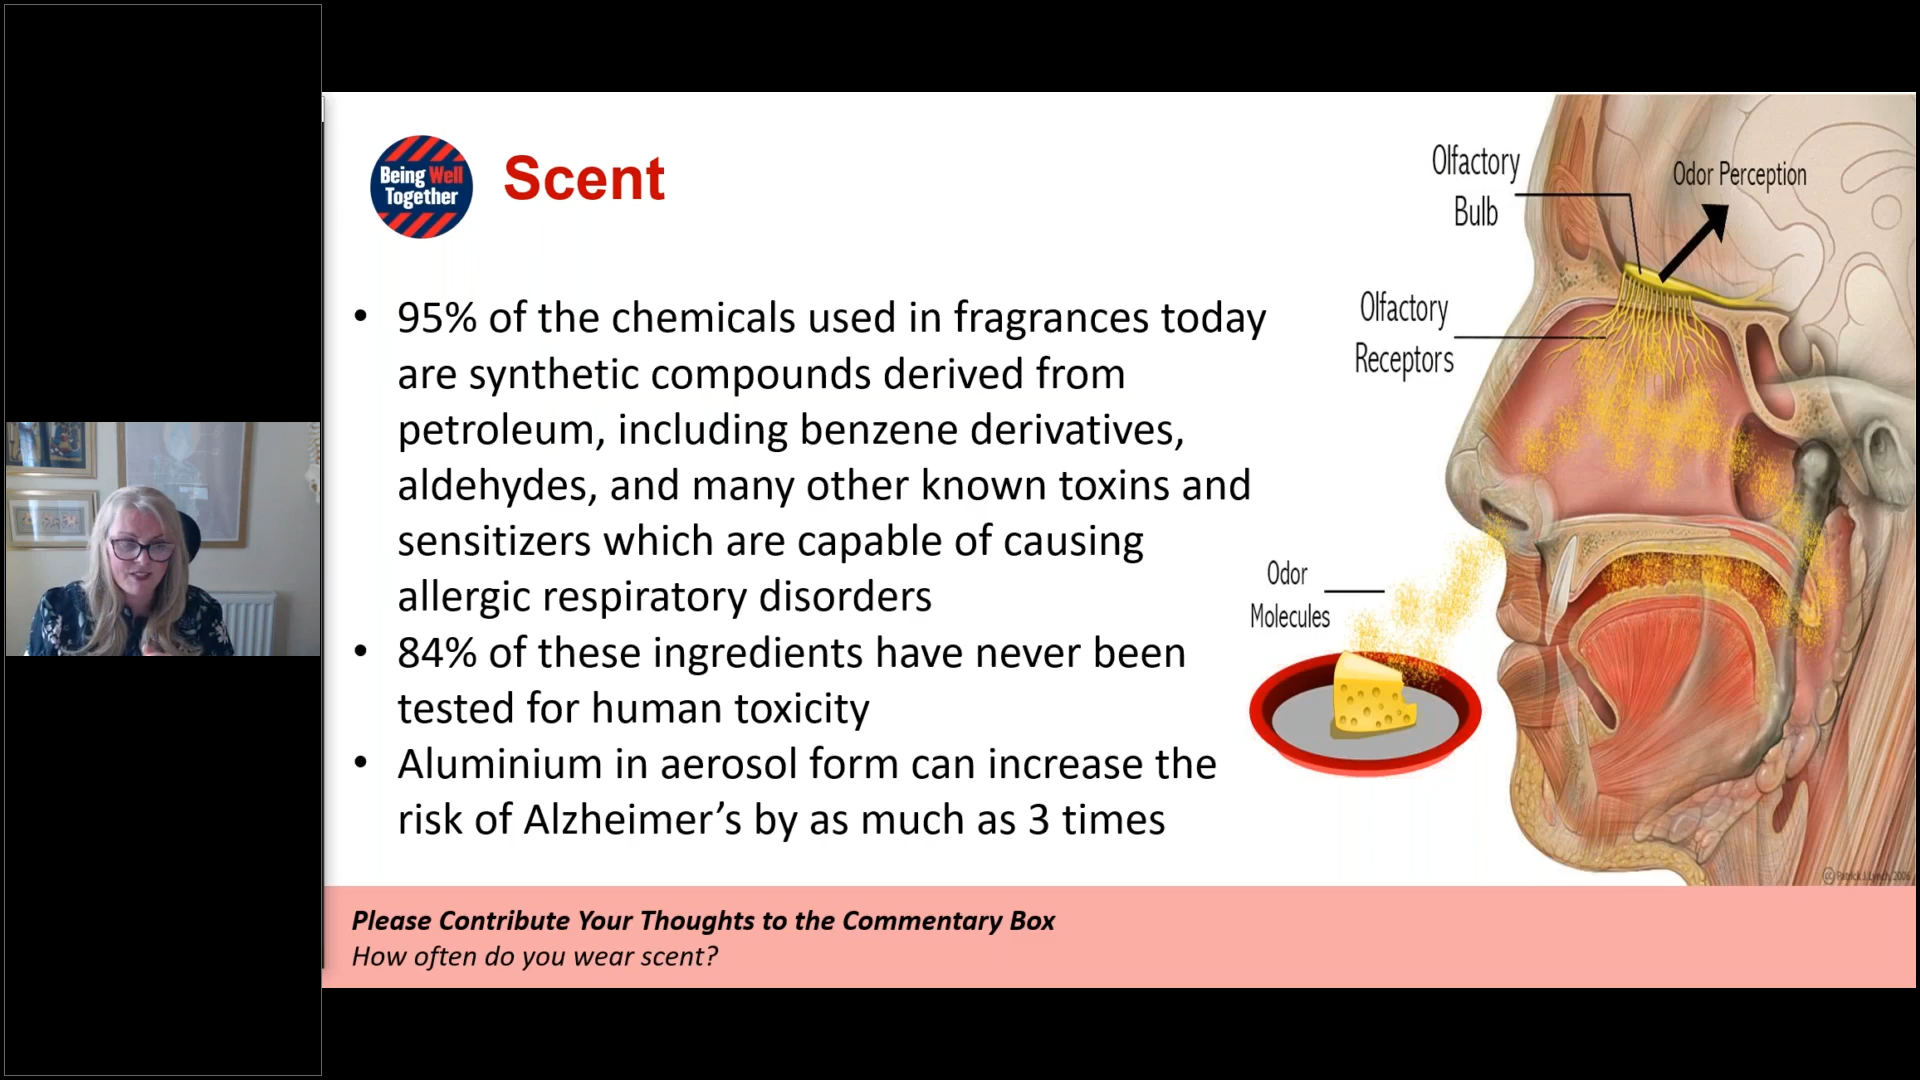 Being Well
Together
Scent
• 95% of the chemicals used in fragrances today
are synthetic compounds derived from
petroleum, including benzene derivatives,
aldehydes, and many other known toxins and
sensitizers which are capable of causing
allergic respiratory disorders
• 84% of these ingredients have never been
tested for human toxicity
• Aluminium in aerosol form can increase the
risk of Alzheimer’s by as much as 3 times
Olfactory
Bulb
Odor Perception
Olfactory
Receptors
Odor
Molecules
Patrick J. Lynch, 2006
Please Contribute Your Thoughts to the Commentary Box
How often do you wear scent?